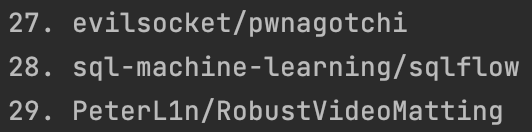 27. evilsocket/pwnagotchi
28. sql-machine-learning/sqlflow
29. PeterL1n/RobustVideoMatting